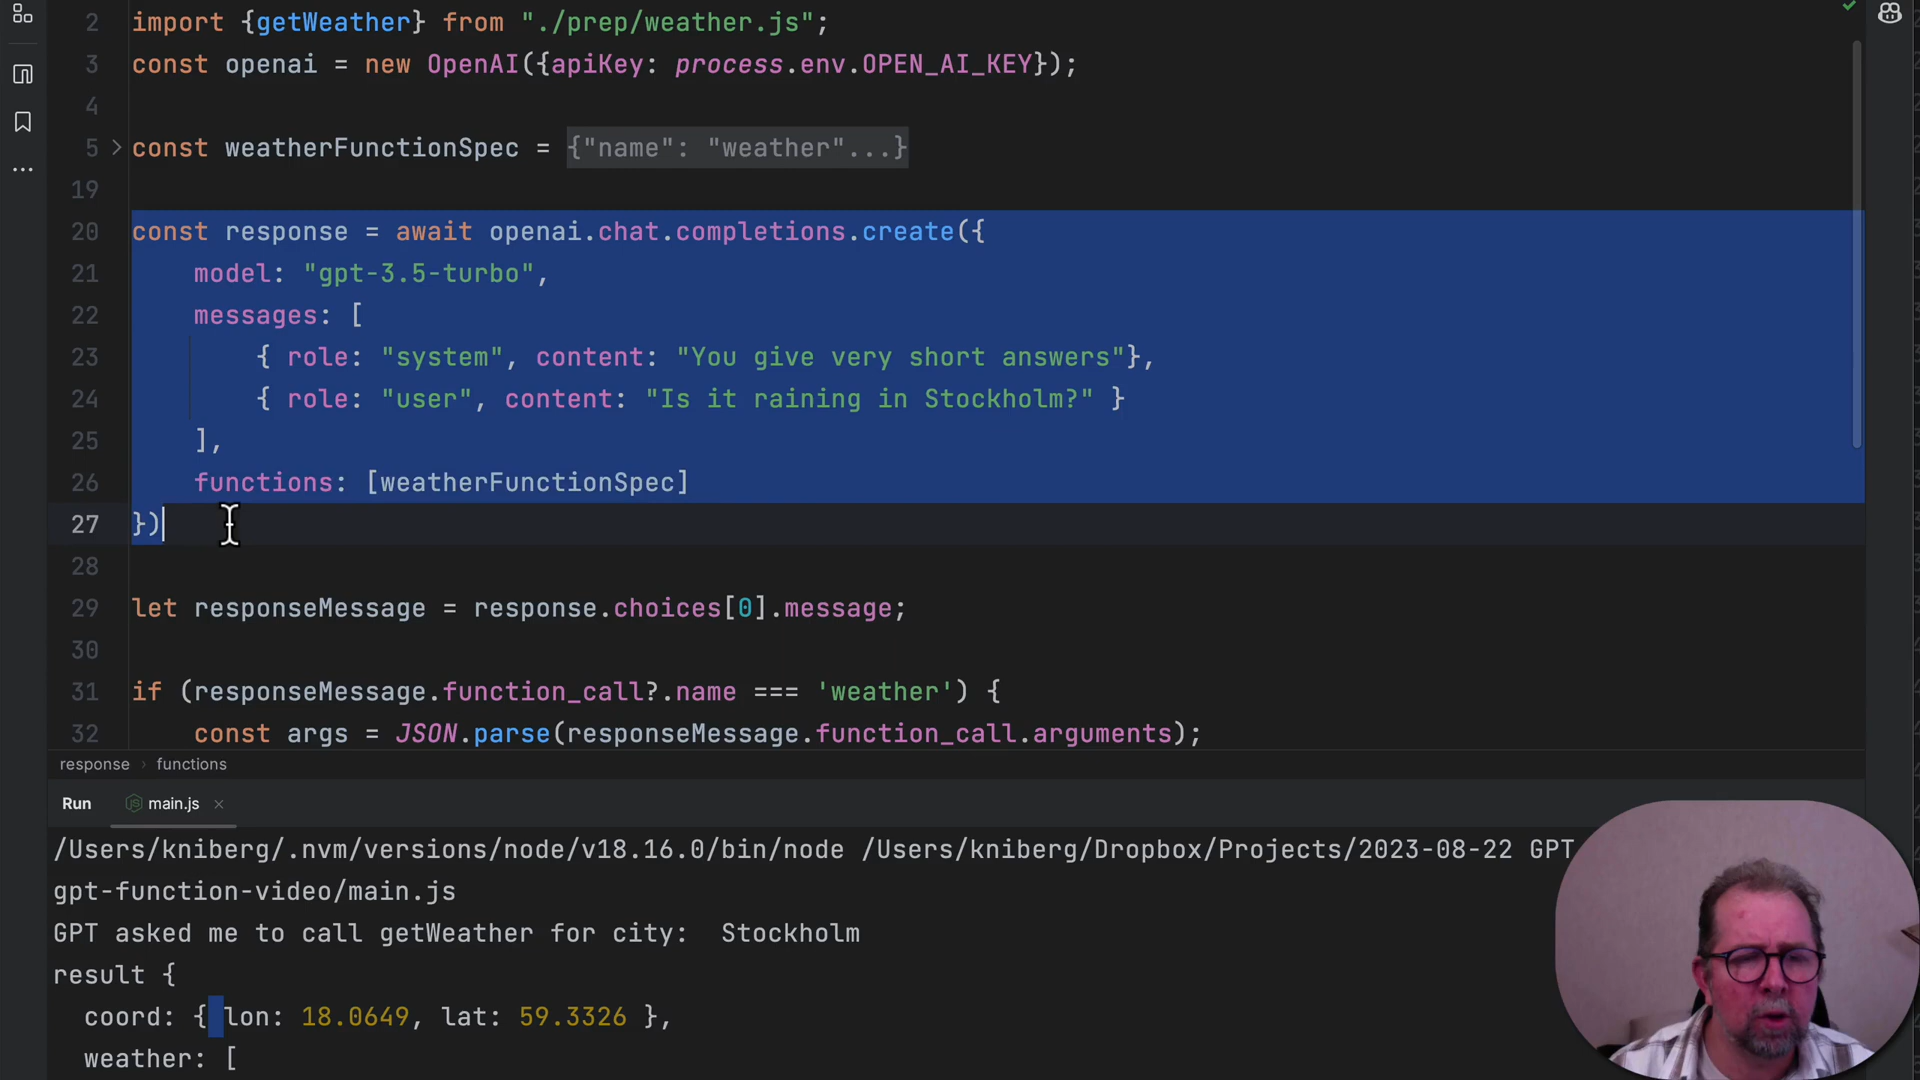 2 import {getWeather} from "./prep/weather.js";
3 const openai = new OpenAI({apiKey: process.env.OPEN_AI_KEY});
4
5 const weatherFunctionSpec = {"name": "weather"...}
19
20 const response = await openai.chat.completions.create({
21 model: "gpt-3.5-turbo",
22 messages: [
23 { role: "system", content: "You give very short answers"},
24 { role: "user", content: "Is it raining in Stockholm?" }
25 ],
26 functions: [weatherFunctionSpec]
27 })
28
29 let responseMessage = response.choices[0].message;
30
31 if (responseMessage.function_call?.name === 'weather') {
32 const args = JSON.parse(responseMessage.function_call.arguments);
response › functions
Run main.js ×
/Users/kniberg/.nvm/versions/node/v18.16.0/bin/node /Users/kniberg/Dropbox/Projects/2023-08-22 GPT
gpt-function-video/main.js
GPT asked me to call getWeather for city:  Stockholm
result {
coord: { lon: 18.0649, lat: 59.3326 },
weather: [